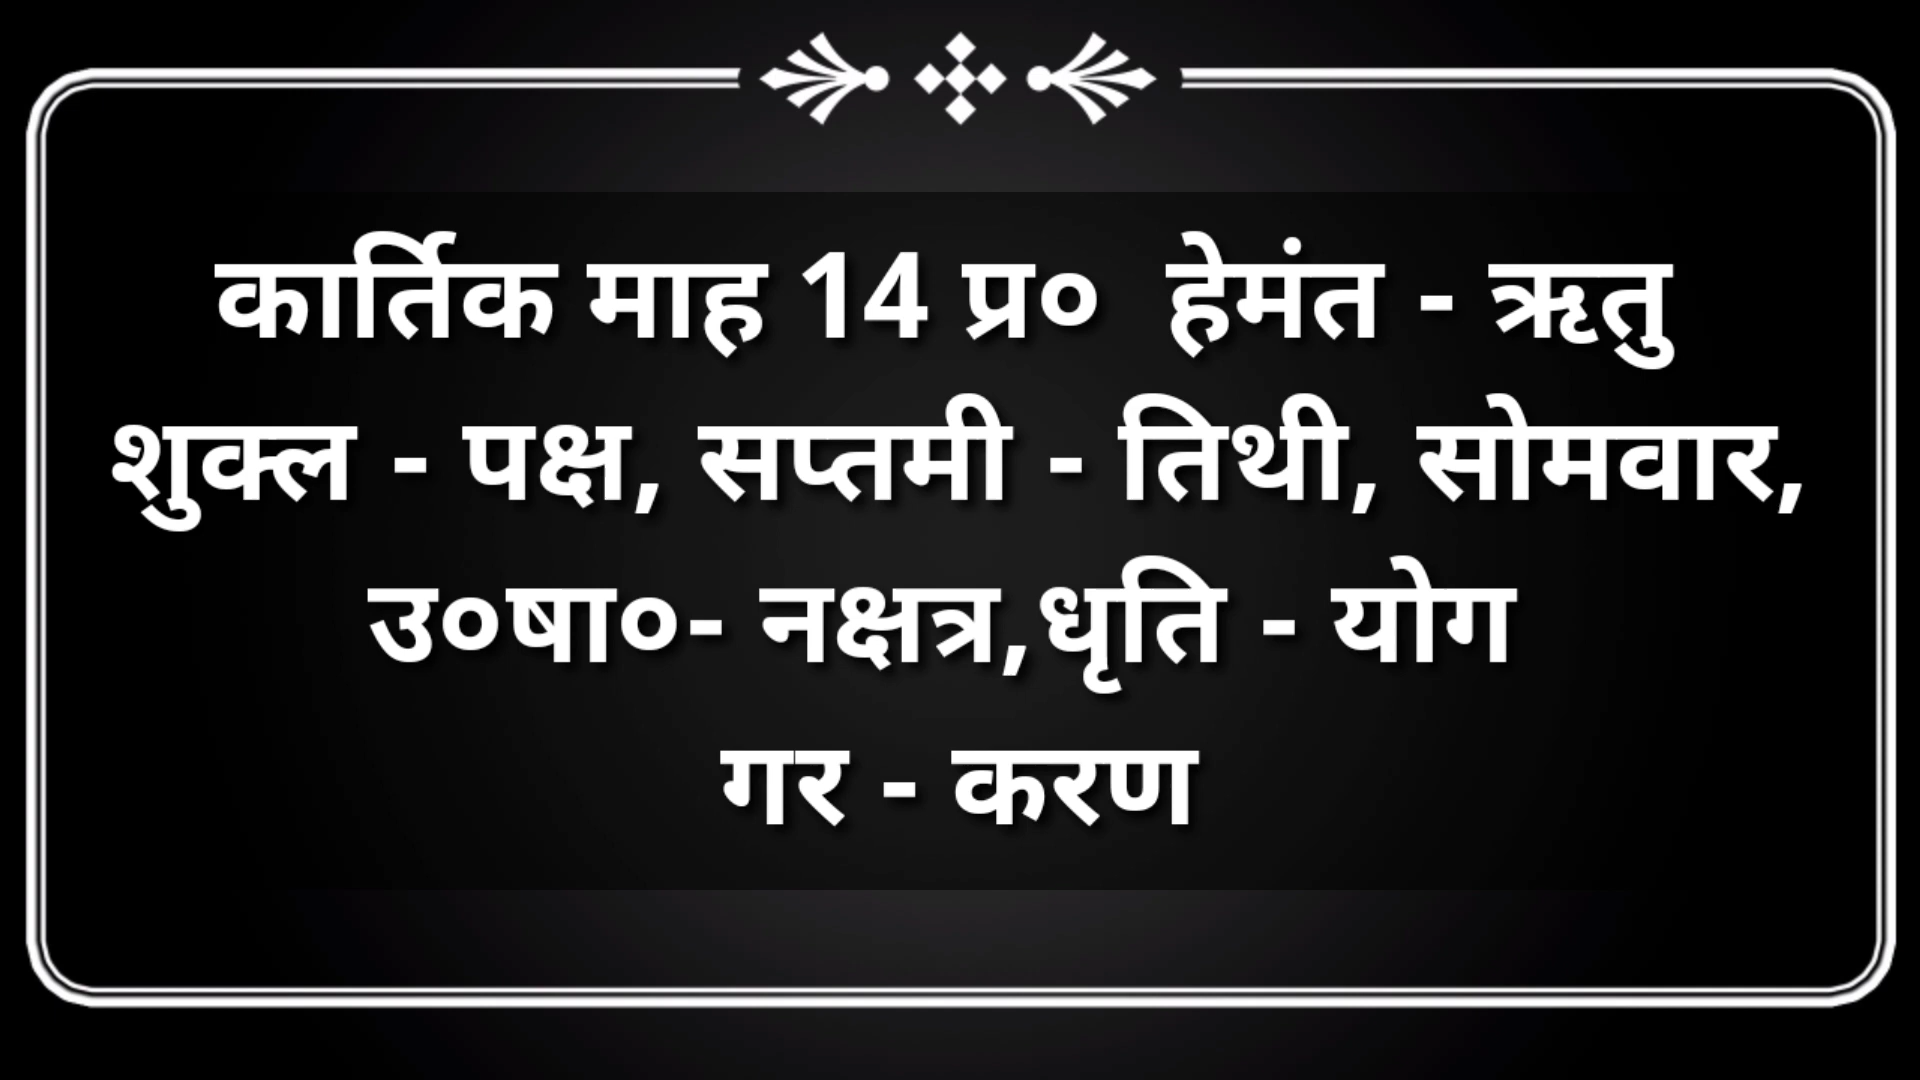 कार्तिक माह 14 प्र० हेमंत - ऋतु
शुक्ल - पक्ष, सप्तमी - तिथी, सोमवार,
उ०षा०- नक्षत्र,धृति - योग
गर - करण